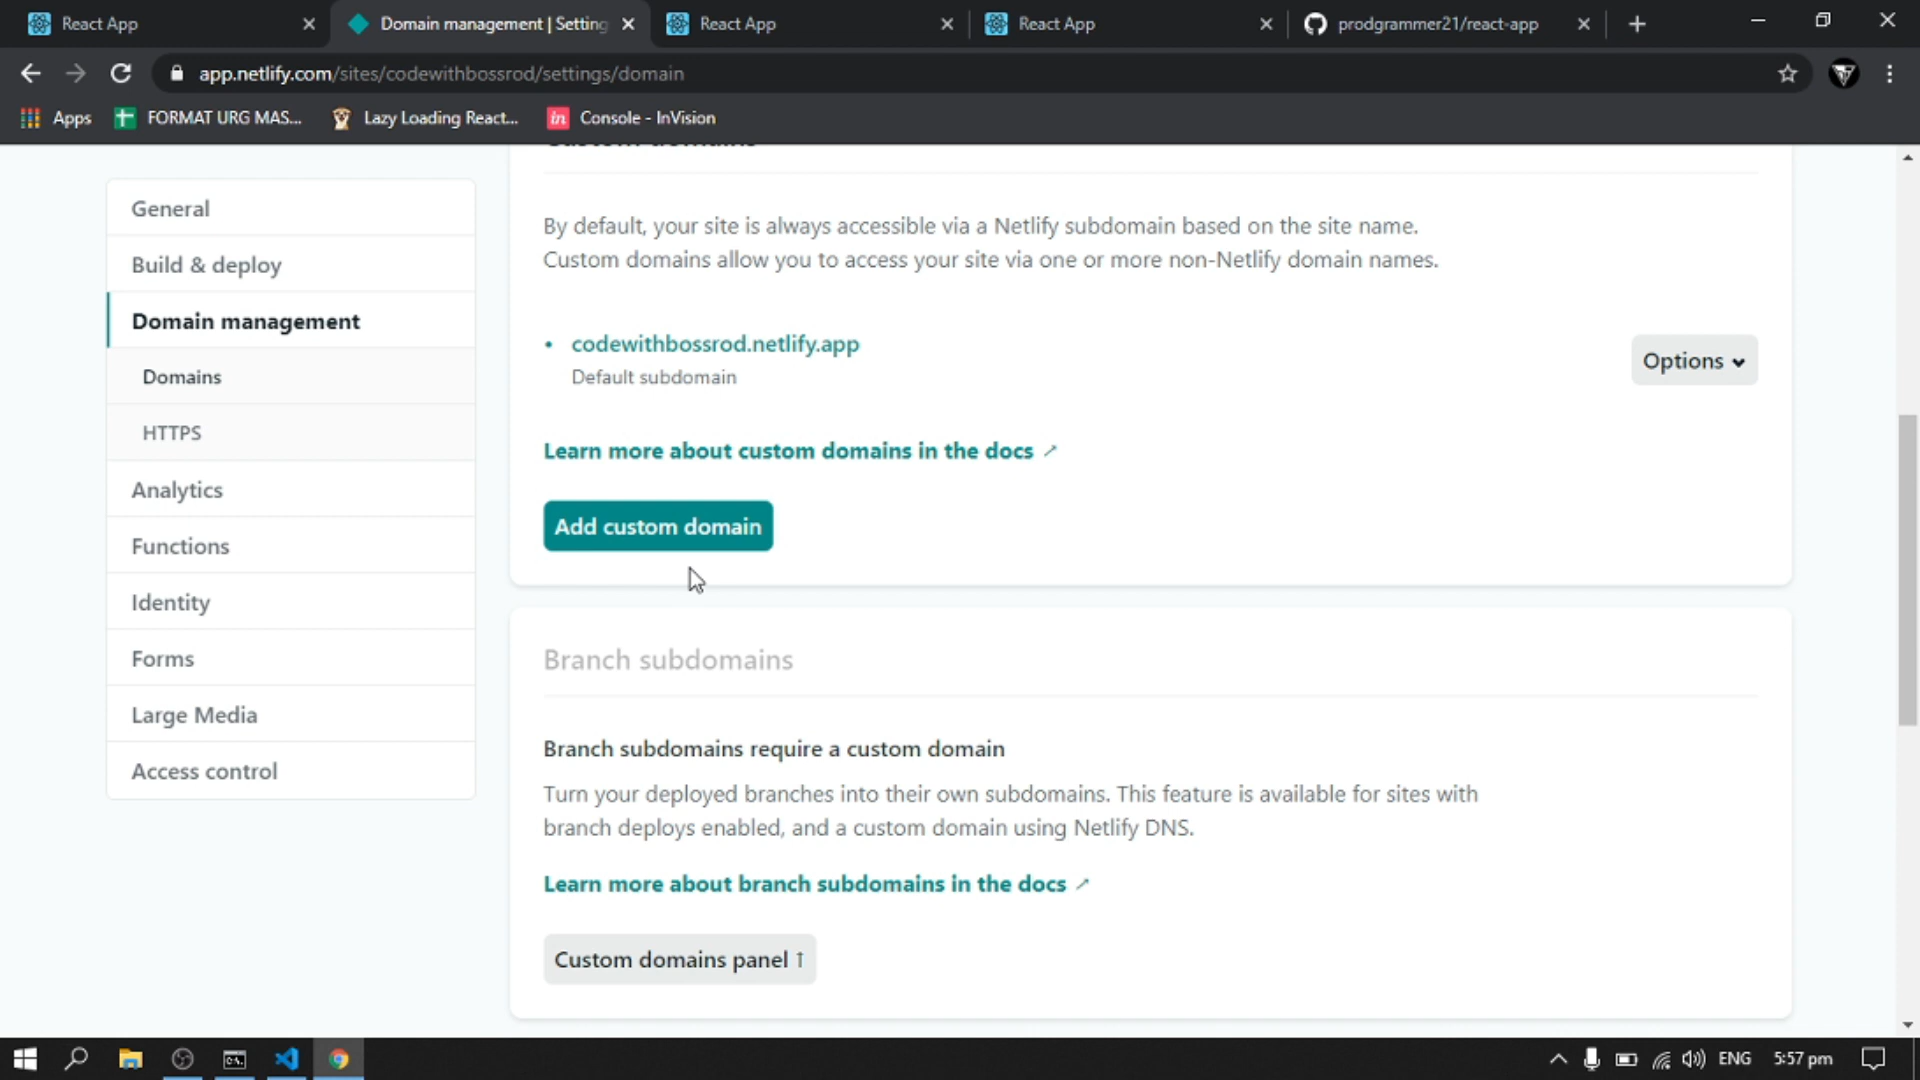 React App
Domain management | Setting
React App
React App
prodgrammer21/react-app
app.netlify.com/sites/codewithbossrod/settings/domain
Apps
FORMAT URG MAS...
Lazy Loading React...
in
Console - InVision
Custom domains
General
Build & deploy
Domain management
Domains
HTTPS
Analytics
Functions
Identity
Forms
Large Media
Access control
By default, your site is always accessible via a Netlify subdomain based on the site name.
Custom domains allow you to access your site via one or more non-Netlify domain names.
• codewithbossrod.netlify.app
Default subdomain
Options
Learn more about custom domains in the docs ↗
Add custom domain
Branch subdomains
Branch subdomains require a custom domain
Turn your deployed branches into their own subdomains. This feature is available for sites with
branch deploys enabled, and a custom domain using Netlify DNS.
Learn more about branch subdomains in the docs ↗
Custom domains panel ↑
ENG
5:57 pm